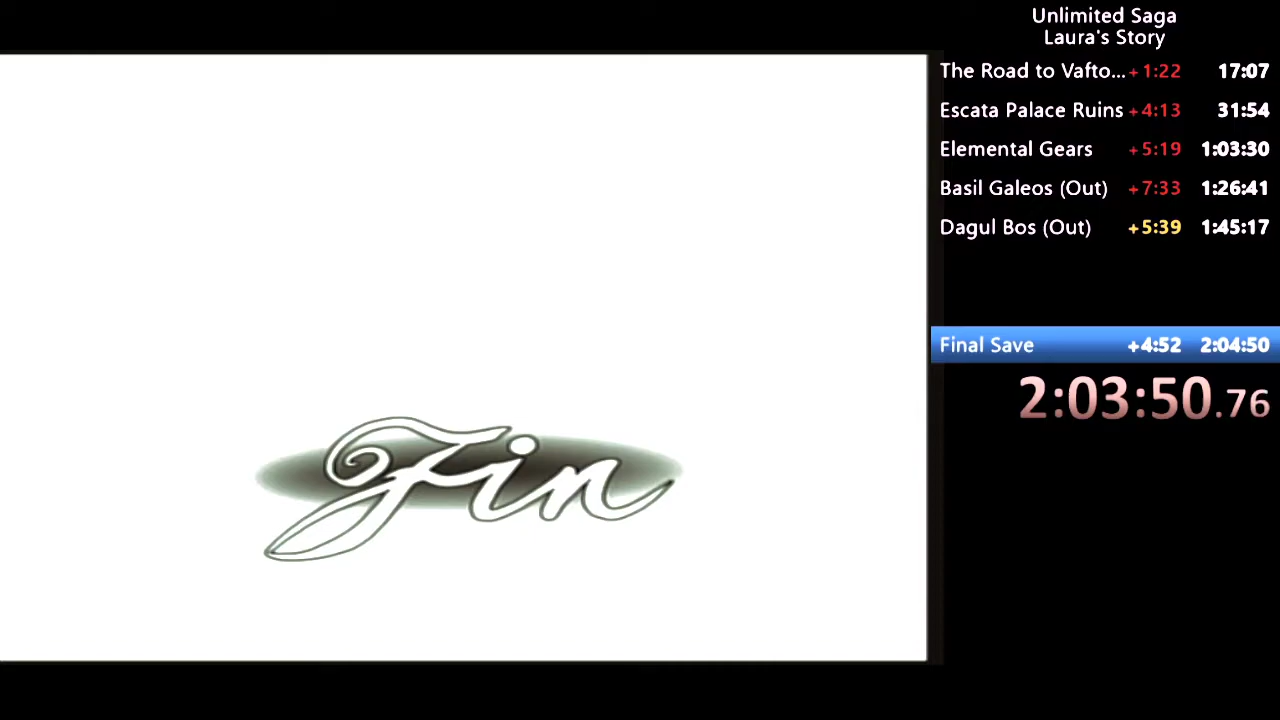 Unlimited Saga
Laura's Story
The Road to Vafto... +1:22 17:07
Escata Palace Ruins +4:13 31:54
Elemental Gears +5:19 1:03:30
Basil Galeos (Out) +7:33 1:26:41
Dagul Bos (Out) +5:39 1:45:17
Final Save +4:52 2:04:50
2:03:50.76
Fin